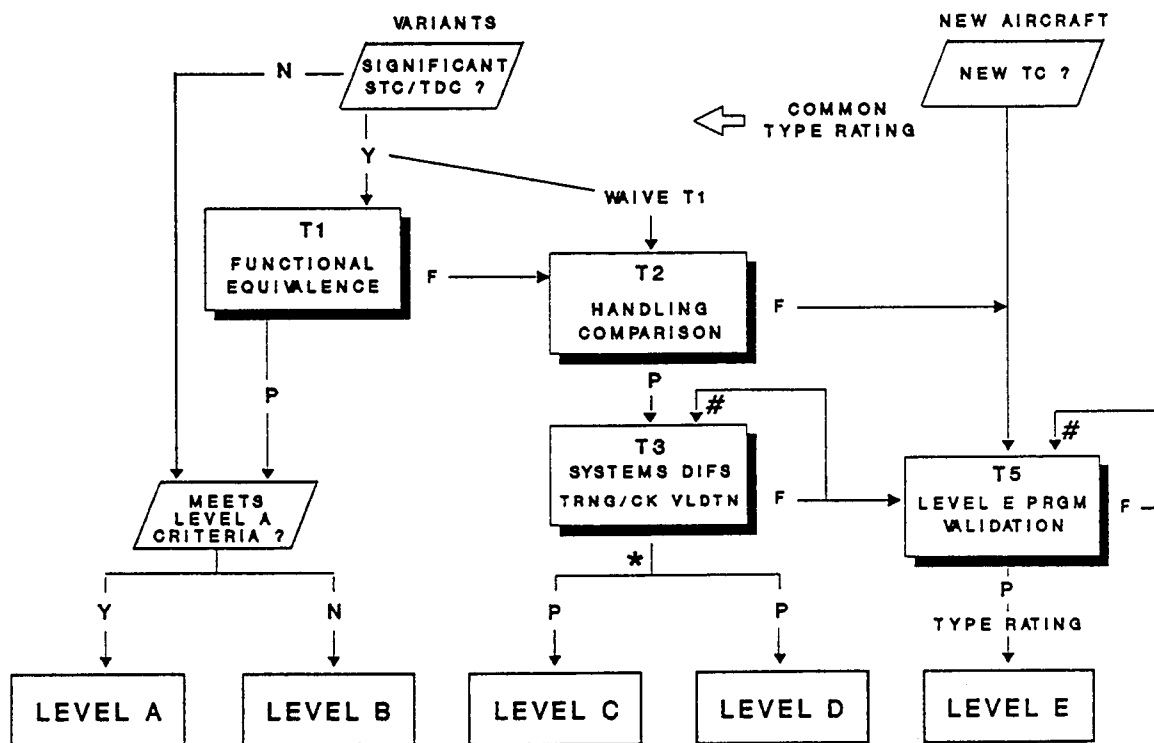 VARIANTS
NEW AIRCRAFT
SIGNIFICANT
STC/TDC ?
N
NEW TC ?
COMMON
TYPE RATING
Y
WAIVE T1
T1
FUNCTIONAL
EQUIVALENCE
F
T2
HANDLING
COMPARISON
F
P
P
#
T3
SYSTEMS DIFS
TRNG/CK VLDTN
F
#
T5
LEVEL E PRGM
VALIDATION
F
MEETS
LEVEL A
CRITERIA ?
*
Y
N
P
P
P
TYPE RATING
LEVEL A
LEVEL B
LEVEL C
LEVEL D
LEVEL E